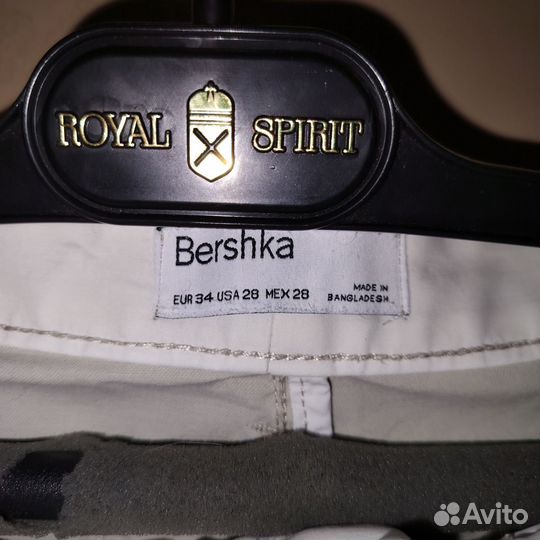 ROYAL SPIRIT
Bershka
EUR 34 USA 28 MEX 28
MADE IN
BANGLADESH
Avito